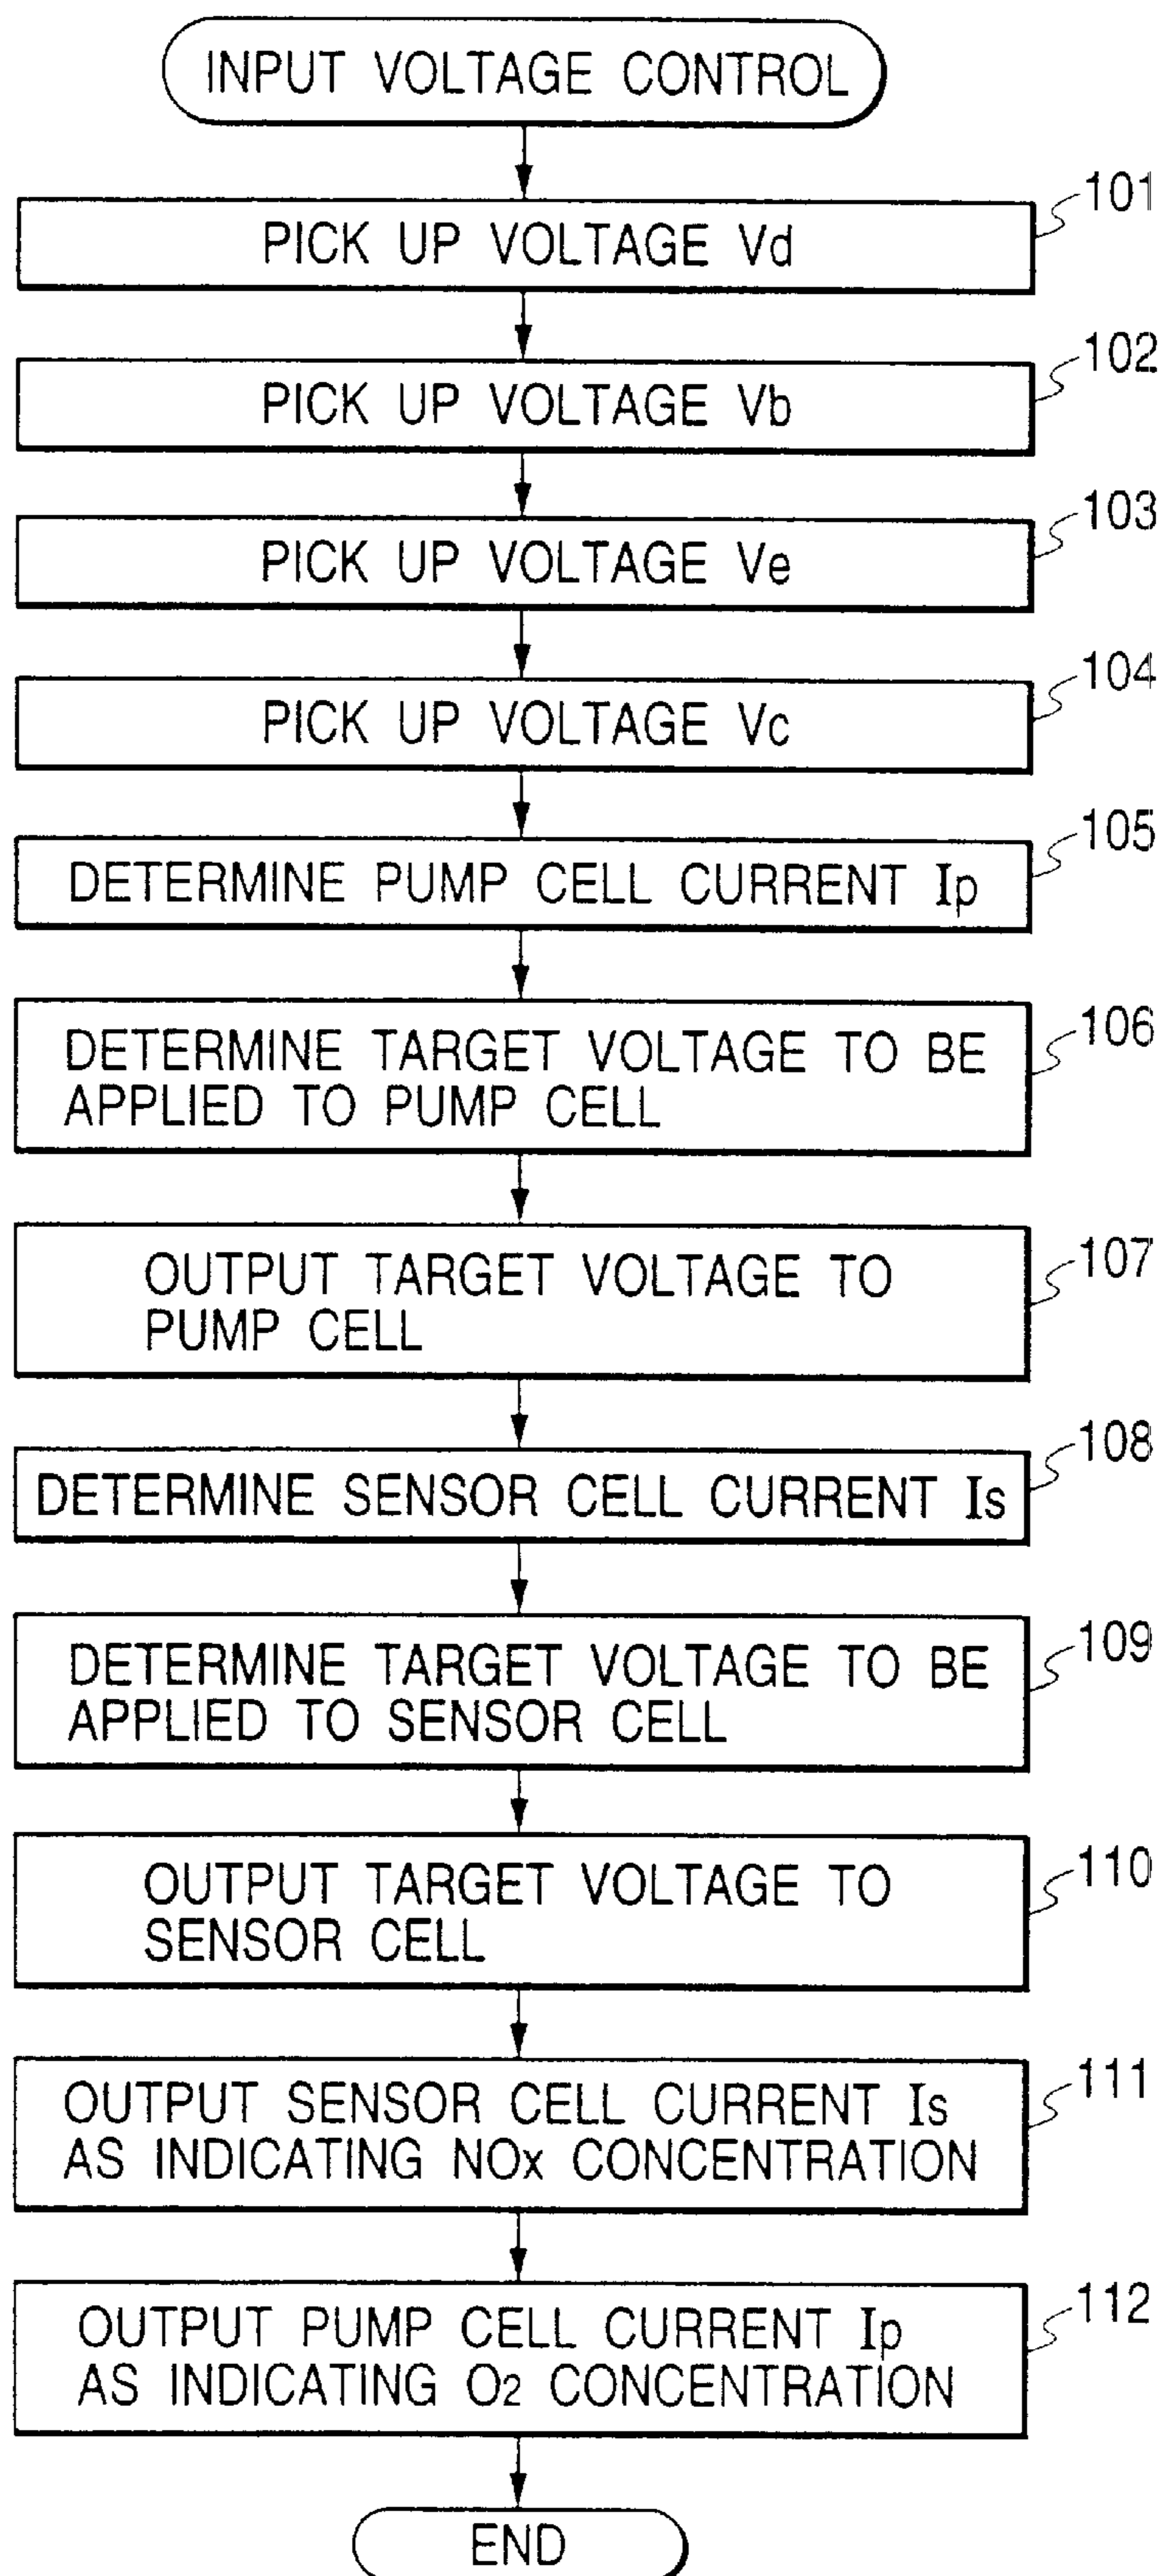 INPUT VOLTAGE CONTROL
101
PICK UP VOLTAGE Vd
102
PICK UP VOLTAGE Vb
103
PICK UP VOLTAGE Ve
104
PICK UP VOLTAGE Vc
105
DETERMINE PUMP CELL CURRENT Ip
106
DETERMINE TARGET VOLTAGE TO BE
APPLIED TO PUMP CELL
107
OUTPUT TARGET VOLTAGE TO
PUMP CELL
108
DETERMINE SENSOR CELL CURRENT Is
109
DETERMINE TARGET VOLTAGE TO BE
APPLIED TO SENSOR CELL
110
OUTPUT TARGET VOLTAGE TO
SENSOR CELL
111
OUTPUT SENSOR CELL CURRENT Is
AS INDICATING NOx CONCENTRATION
112
OUTPUT PUMP CELL CURRENT Ip
AS INDICATING O2 CONCENTRATION
END